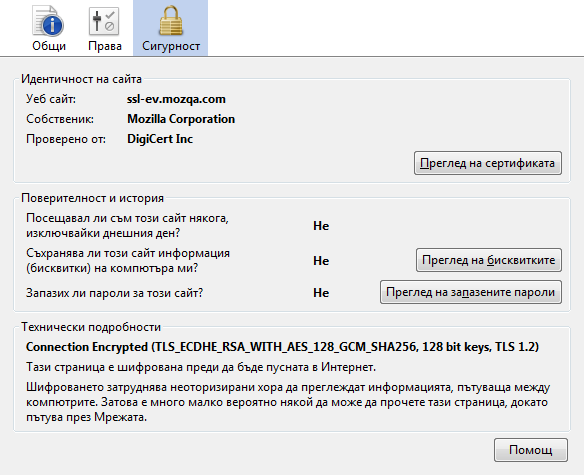 Общи Права Сигурност
Идентичност на сайта
Уеб сайт: ssl-ev.mozqa.com
Собственик: Mozilla Corporation
Проверено от: DigiCert Inc
Преглед на сертификата
Поверителност и история
Посещавал ли съм този сайт някога,
изключвайки днешния ден?
Не
Съхранява ли този сайт информация
(бисквитки) на компютъра ми?
Не
Преглед на бисквитките
Запазих ли пароли за този сайт? Не Преглед на запазените пароли
Технически подробности
Connection Encrypted (TLS_ECDHE_RSA_WITH_AES_128_GCM_SHA256, 128 bit keys, TLS 1.2)
Тази страница е шифрована преди да бъде пусната в Интернет.
Шифроването затруднява неоторизирани хора да преглеждат информацията, пътуваща между
компютрите. Затова е много малко вероятно някой да може да прочете тази страница, докато
пътува през Мрежата.
Помощ